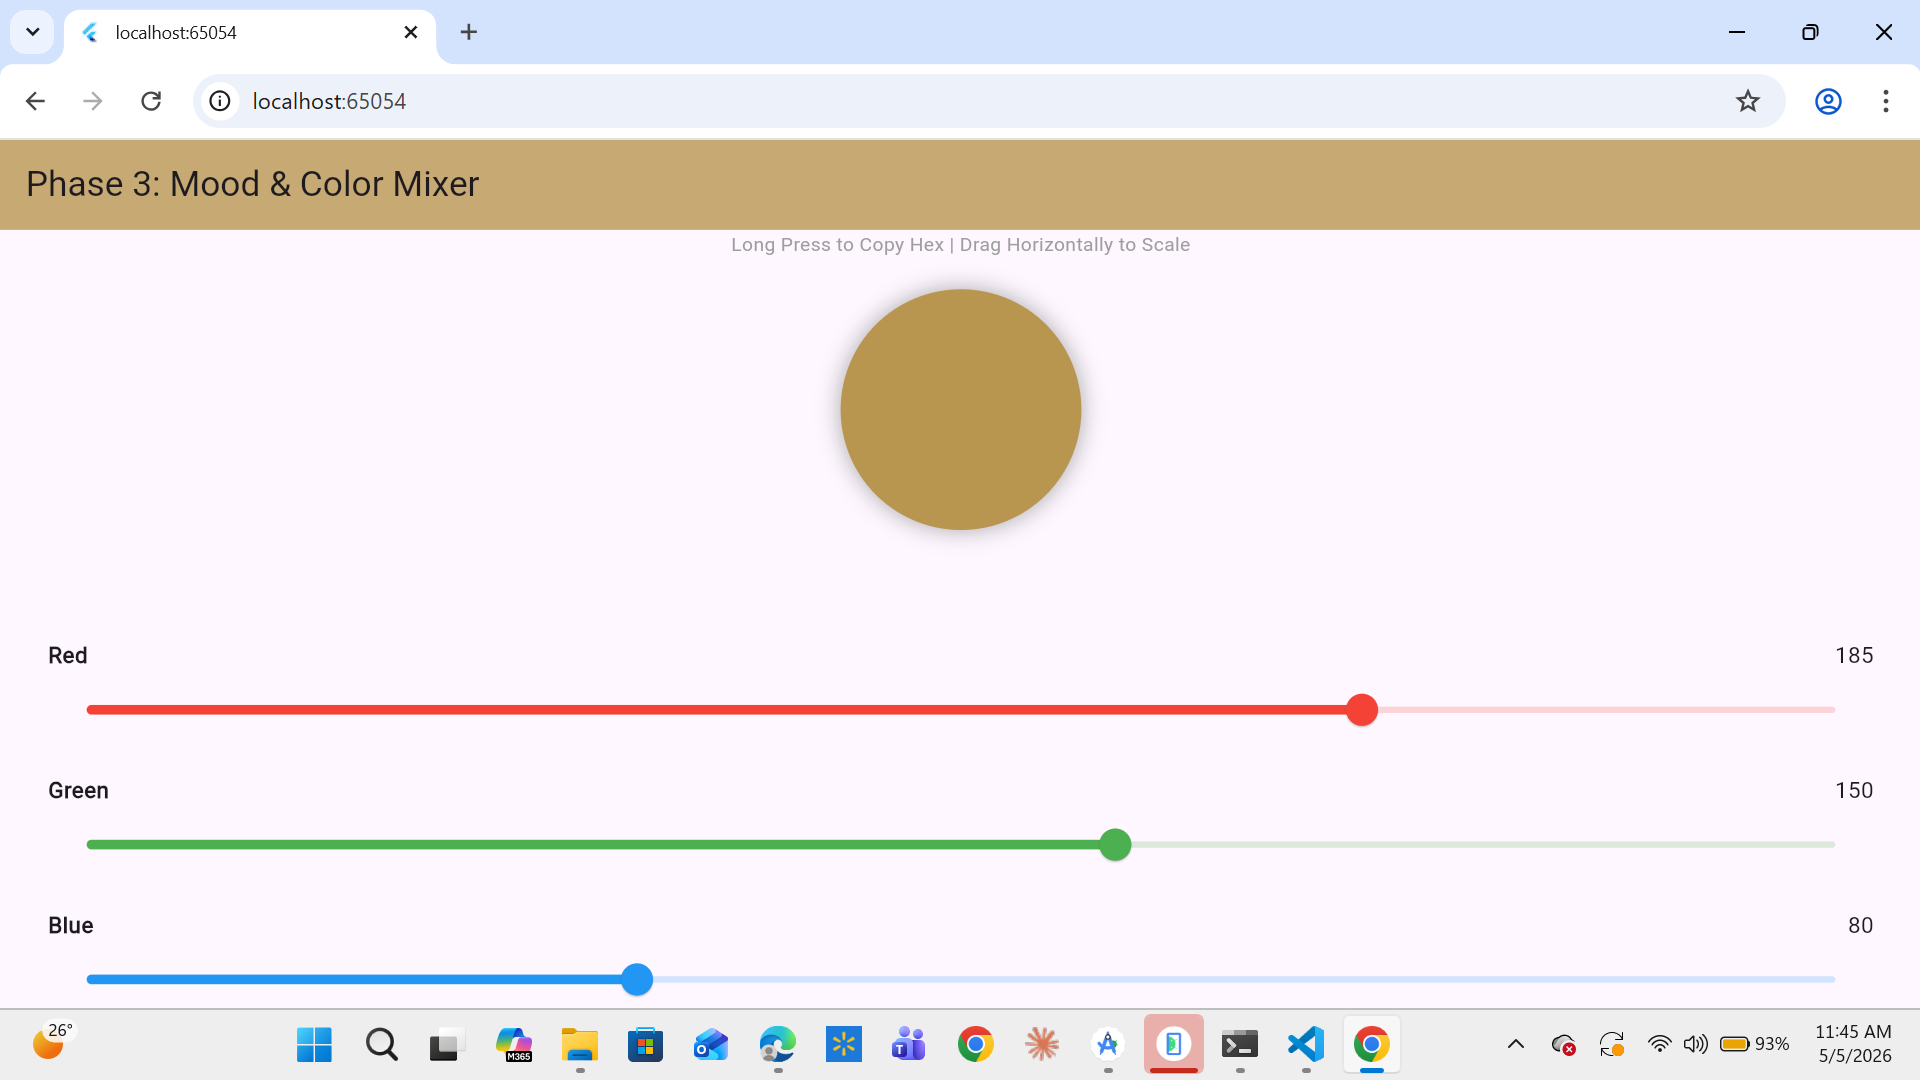 localhost:65054
localhost:65054
Phase 3: Mood & Color Mixer
Long Press to Copy Hex | Drag Horizontally to Scale
Red 185
Green 150
Blue 80
26°
M365
93%
11:45 AM
5/5/2026